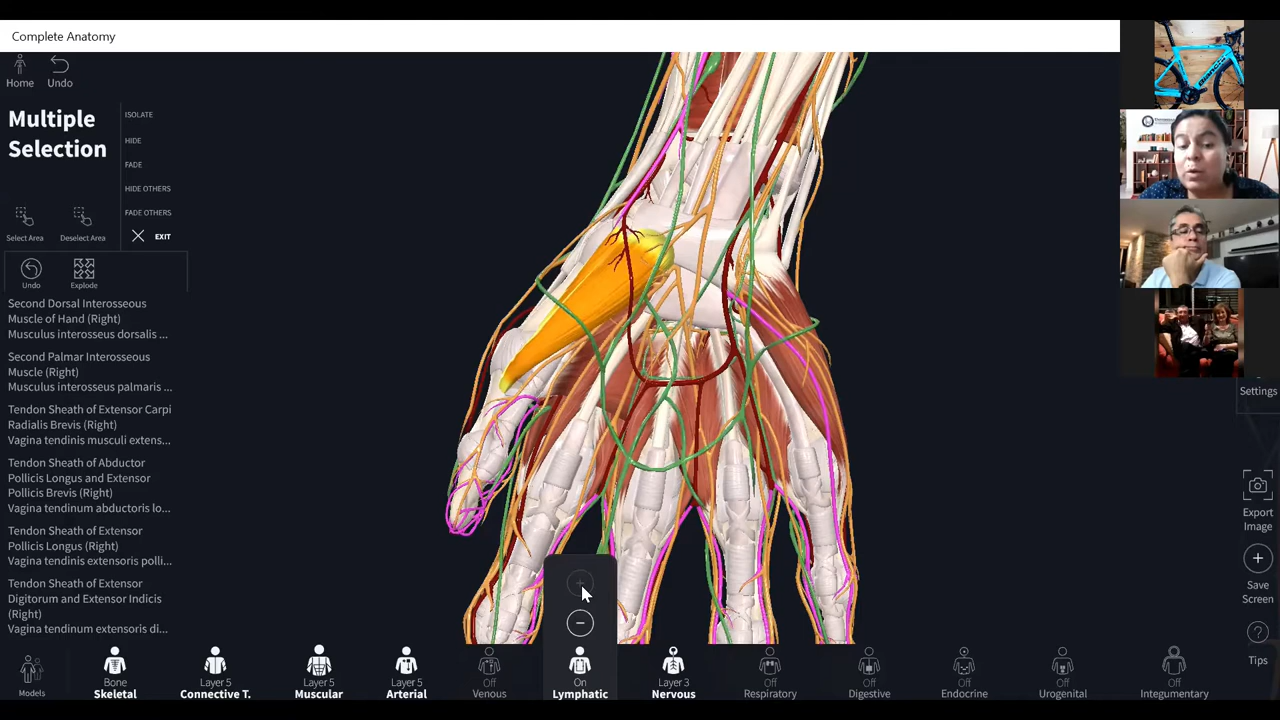 Complete Anatomy
Home
Undo
Multiple
Selection
ISOLATE
HIDE
FADE
HIDE OTHERS
FADE OTHERS
EXIT
Select Area
Deselect Area
Undo
Explode
Second Dorsal Interosseous
Muscle of Hand (Right)
Musculus interosseus dorsalis ...
Second Palmar Interosseous
Muscle (Right)
Musculus interosseus palmaris ...
Tendon Sheath of Extensor Carpi
Radialis Brevis (Right)
Vagina tendinis musculi extens...
Tendon Sheath of Abductor
Pollicis Longus and Extensor
Pollicis Brevis (Right)
Vagina tendinum abductoris lo...
Tendon Sheath of Extensor
Pollicis Longus (Right)
Vagina tendinis extensoris polli...
Tendon Sheath of Extensor
Digitorum and Extensor Indicis
(Right)
Vagina tendinum extensoris di...
Settings
Export
Image
Save
Screen
Tips
Models
Bone
Skeletal
Layer 5
Connective T.
Layer 5
Muscular
Layer 5
Arterial
Off
Venous
On
Lymphatic
Layer 3
Nervous
Off
Respiratory
Off
Digestive
Off
Endocrine
Off
Urogenital
Off
Integumentary